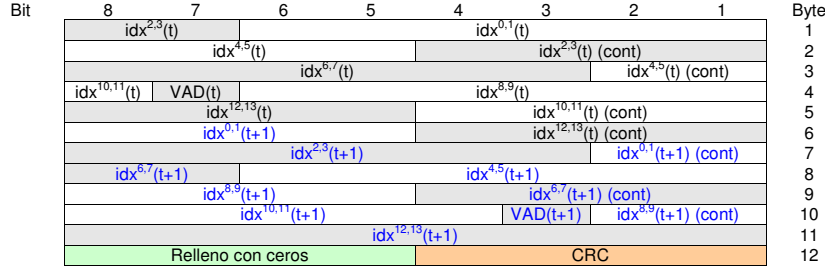 Bit 8 7 6 5 4 3 2 1 Byte
idx2,3(t) idx0,1(t) 1
idx4,5(t) idx2,3(t) (cont) 2
idx6,7(t) idx4,5(t) (cont) 3
idx10,11(t) VAD(t) idx8,9(t) 4
idx12,13(t) idx10,11(t) (cont) 5
idx0,1(t+1) idx12,13(t) (cont) 6
idx2,3(t+1) idx0,1(t+1) (cont) 7
idx6,7(t+1) idx4,5(t+1) 8
idx8,9(t+1) idx6,7(t+1) (cont) 9
idx10,11(t+1) VAD(t+1) idx8,9(t+1) (cont) 10
idx12,13(t+1) 11
Relleno con ceros CRC 12